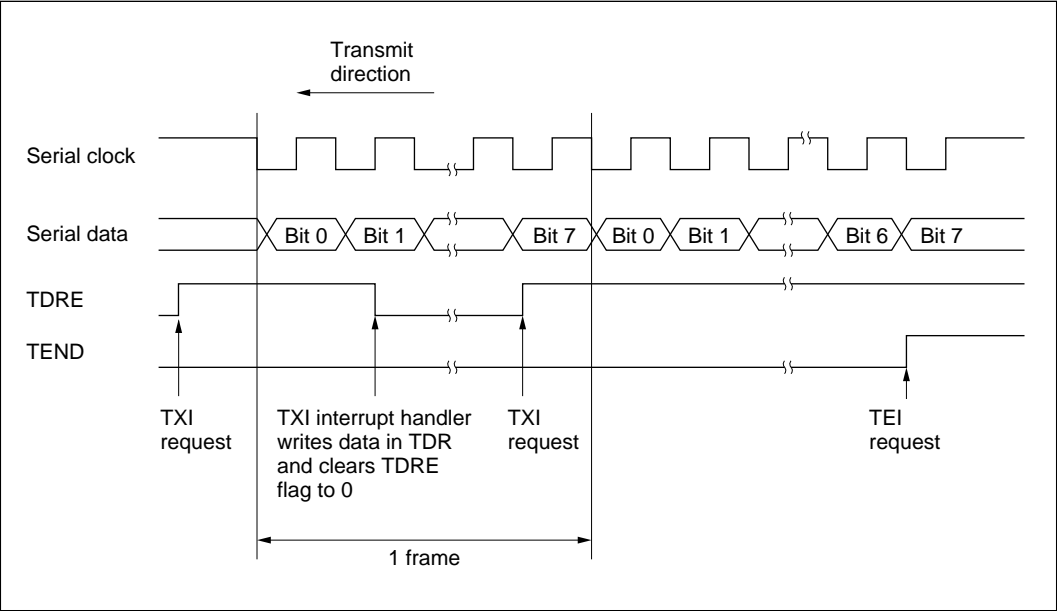 Transmit
direction
Serial clock
Serial data
Bit 0 Bit 1 Bit 7 Bit 0 Bit 1 Bit 6 Bit 7
TDRE
TEND
TXI
request
TXI interrupt handler
writes data in TDR
and clears TDRE
flag to 0
TXI
request
TEI
request
1 frame